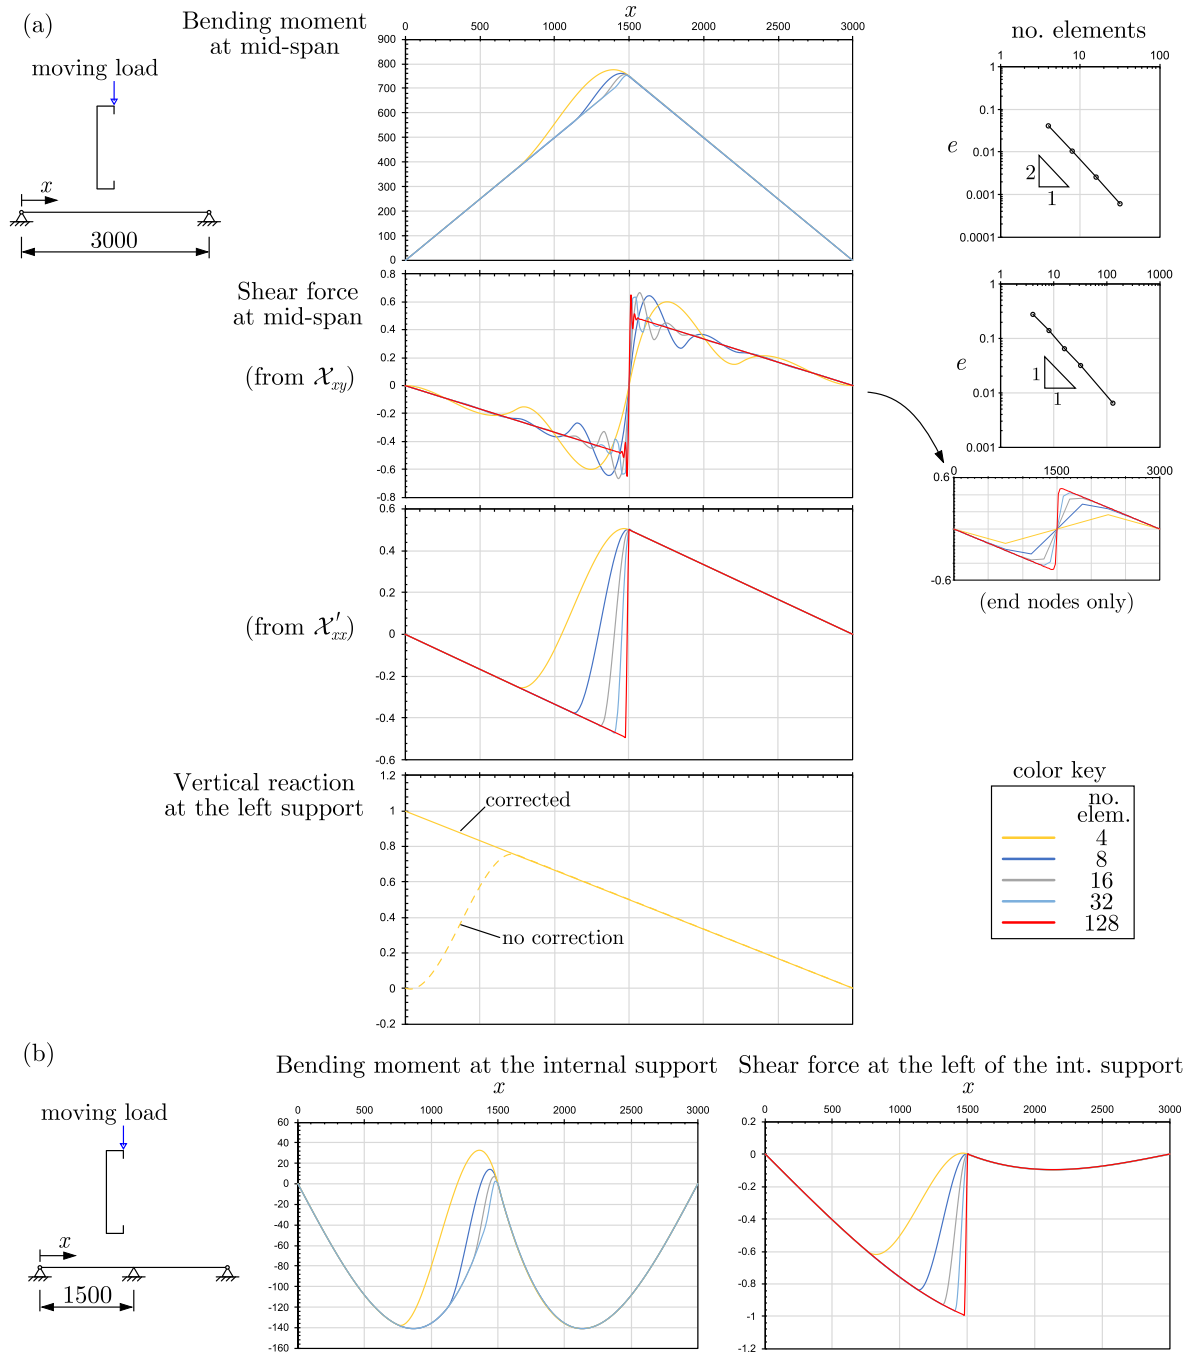 (a)
Bending moment
at mid-span
x
0 500 1000 1500 2000 2500 3000
900
800
700
600
500
400
300
200
100
0
moving load
x
3000
no. elements
1 10 100
1
0.1
0.01
0.001
0.0001
e
2
1
Shear force
at mid-span
(from 𝒳xy)
0.8
0.6
0.4
0.2
0
-0.2
-0.4
-0.6
-0.8
1 10 100 1000
1
0.1
0.01
0.001
e
1
1
0 1500 3000
0.6
-0.6
(end nodes only)
(from 𝒳′xx)
0.6
0.4
0.2
0
-0.2
-0.4
-0.6
Vertical reaction
at the left support
1.2
1
0.8
0.6
0.4
0.2
0
-0.2
corrected
no correction
color key
no.
elem.
4
8
16
32
128
(b)
moving load
x
1500
Bending moment at the internal support
x
0 500 1000 1500 2000 2500 3000
60
40
20
0
-20
-40
-60
-80
-100
-120
-140
-160
Shear force at the left of the int. support
x
0 500 1000 1500 2000 2500 3000
0.2
0
-0.2
-0.4
-0.6
-0.8
-1
-1.2